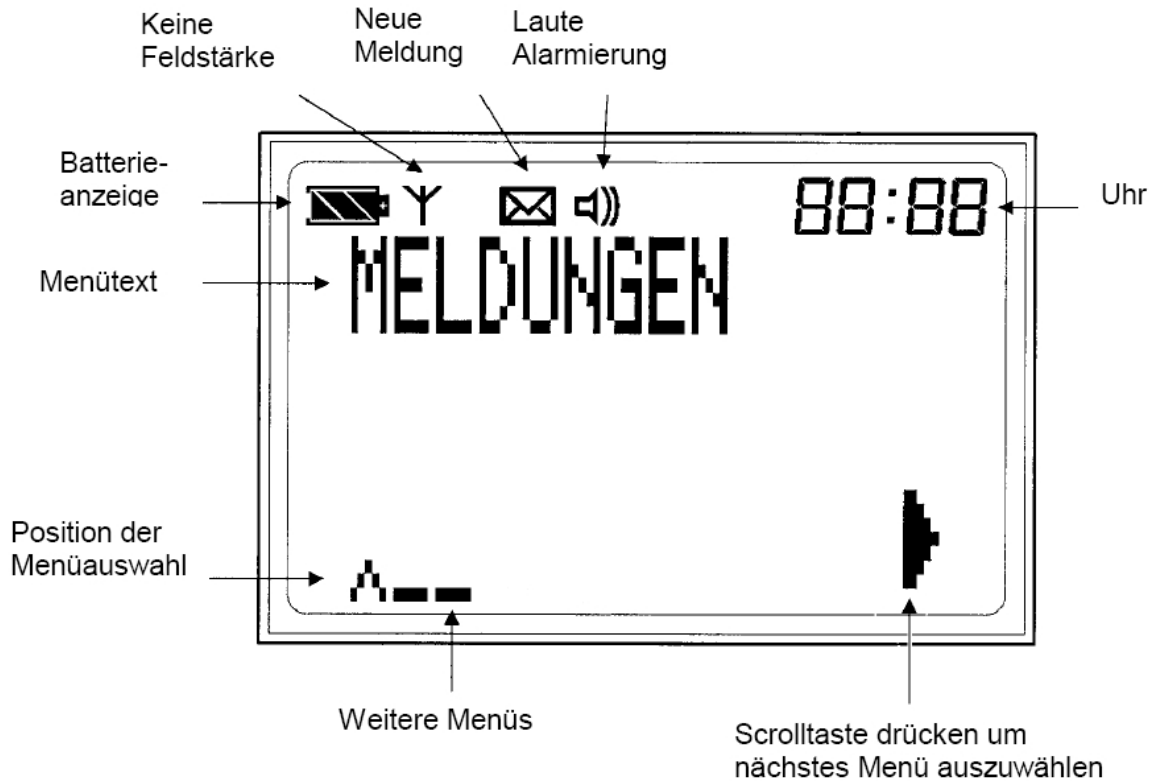 Keine
Feldstärke
Neue
Meldung
Laute
Alarmierung
Batterie-
anzeige
88:88
Uhr
Menütext
MELDUNGEN
Position der
Menüauswahl
Weitere Menüs
Scrolltaste drücken um
nächstes Menü auszuwählen